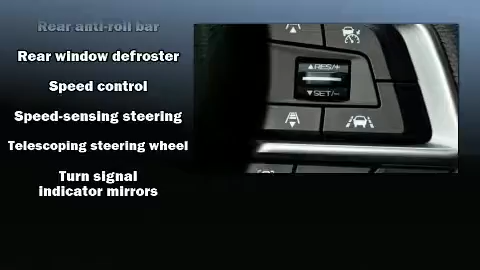 Rear anti-roll bar
Rear window defroster
Speed control
Speed-sensing steering
Telescoping steering wheel
Turn signal
indicator mirrors
▲RES/+
▼SET/−